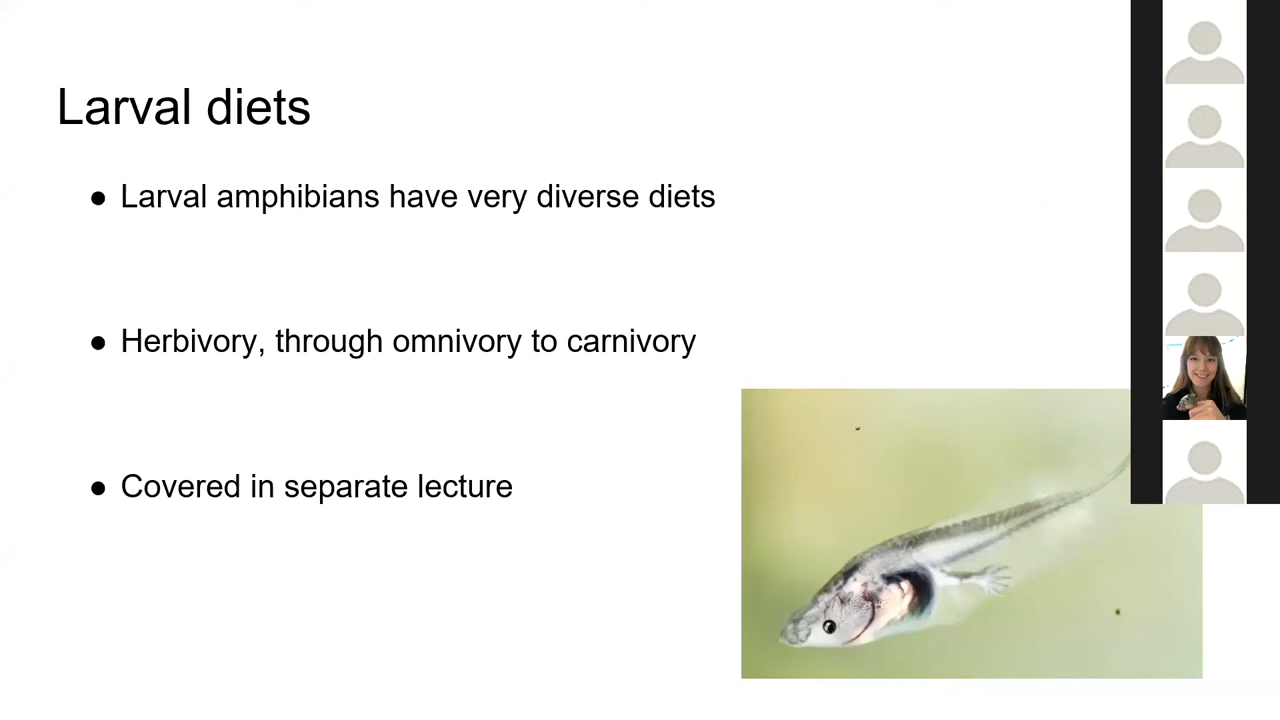 Larval diets
● Larval amphibians have very diverse diets
● Herbivory, through omnivory to carnivory
● Covered in separate lecture